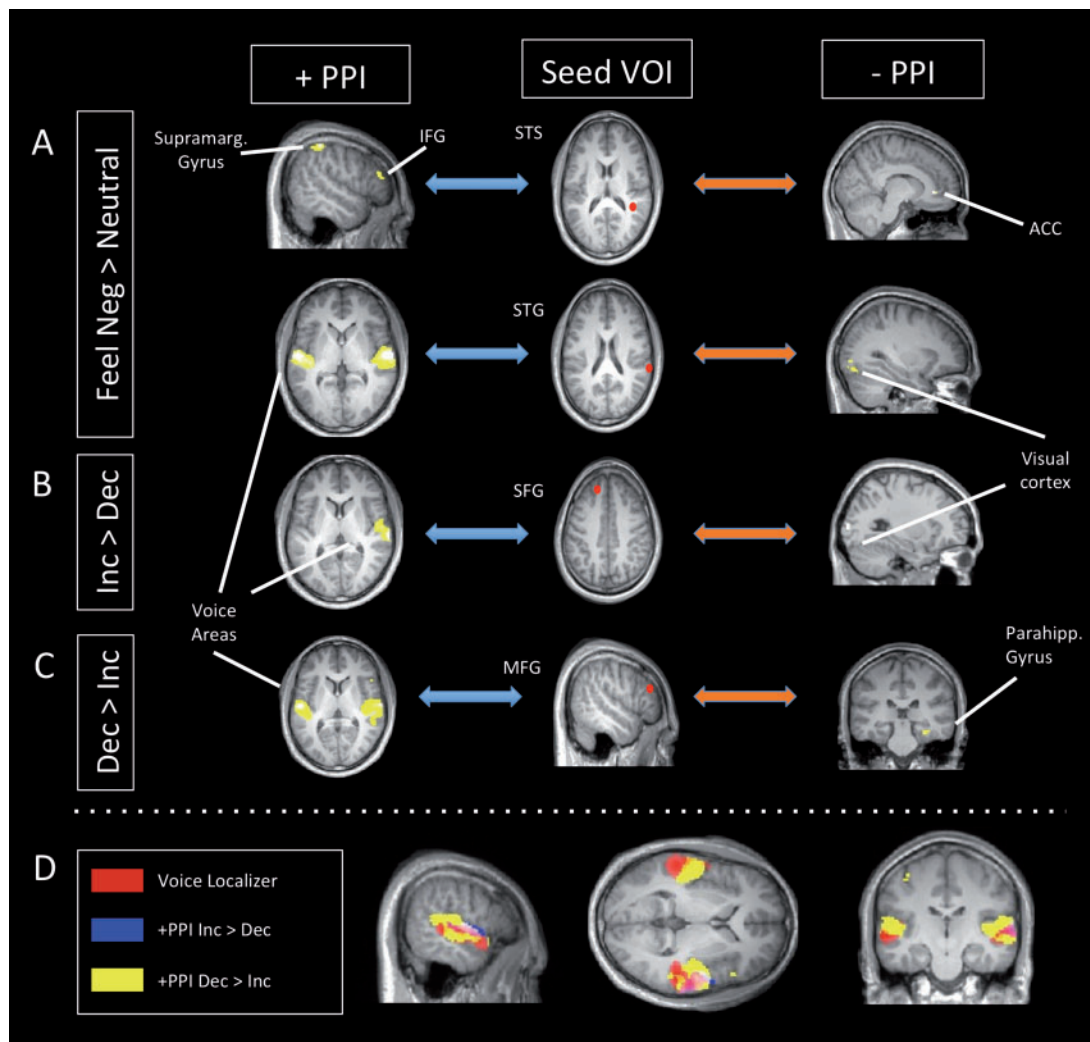 + PPI
Seed VOI
- PPI
A
Feel Neg > Neutral
Supramarg.
Gyrus
IFG
STS
ACC
STG
Visual
cortex
B
Inc > Dec
SFG
Voice
Areas
C
Dec > Inc
MFG
Parahipp.
Gyrus
D
Voice Localizer
+PPI Inc > Dec
+PPI Dec > Inc